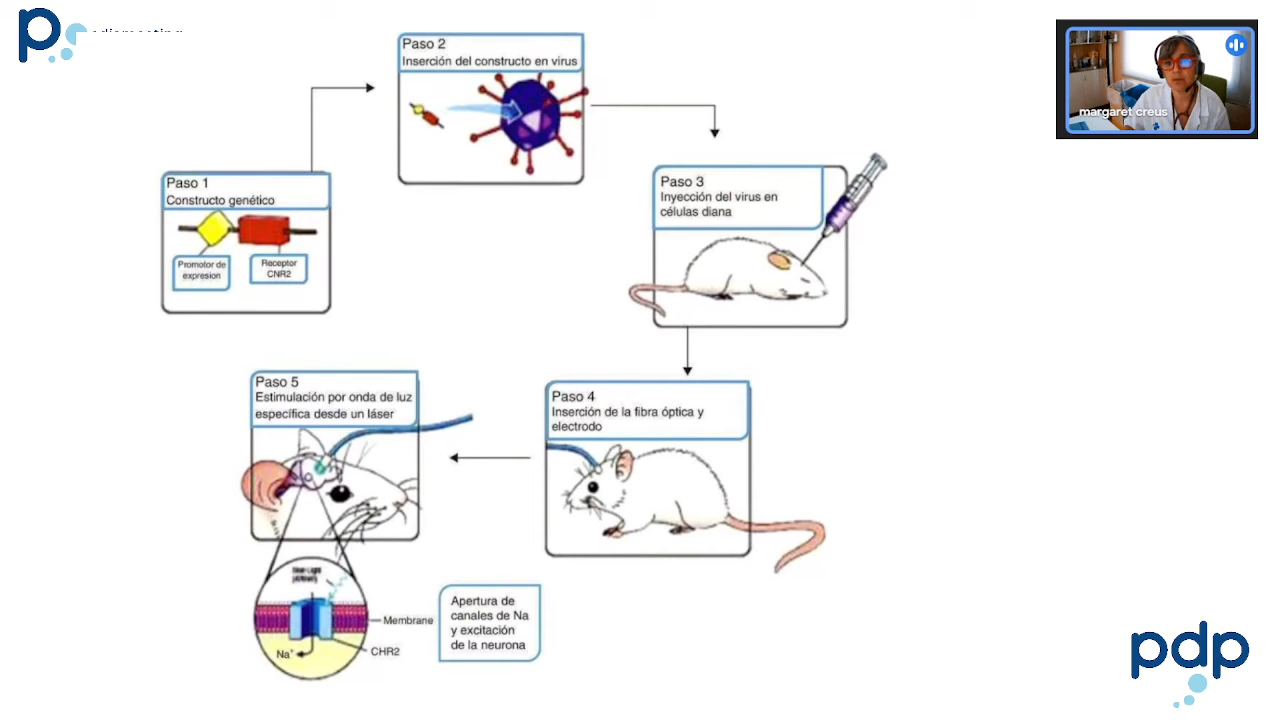 pdp
Paso 2
Inserción del constructo en virus
margaret creus
Paso 1
Constructo genético
Promotor de
expresion
Receptor
CNR2
Paso 3
Inyección del virus en
células diana
Paso 5
Estimulación por onda de luz
específica desde un láser
Paso 4
Inserción de la fibra óptica y
electrodo
Apertura de
canales de Na
y excitación
de la neurona
Membrane
CHR2
Na+
pdp